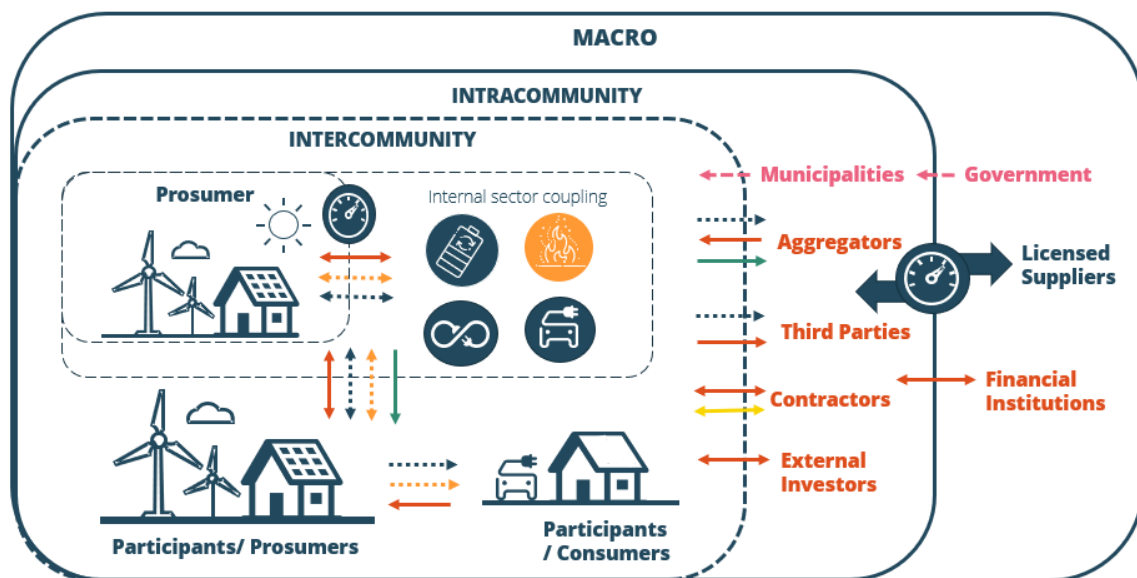 MACRO
INTRACOMMUNITY
INTERCOMMUNITY
Prosumer
Internal sector coupling
Municipalities
Government
Aggregators
Licensed
Suppliers
Third Parties
Contractors
Financial
Institutions
External
Investors
Participants/ Prosumers
Participants
/ Consumers